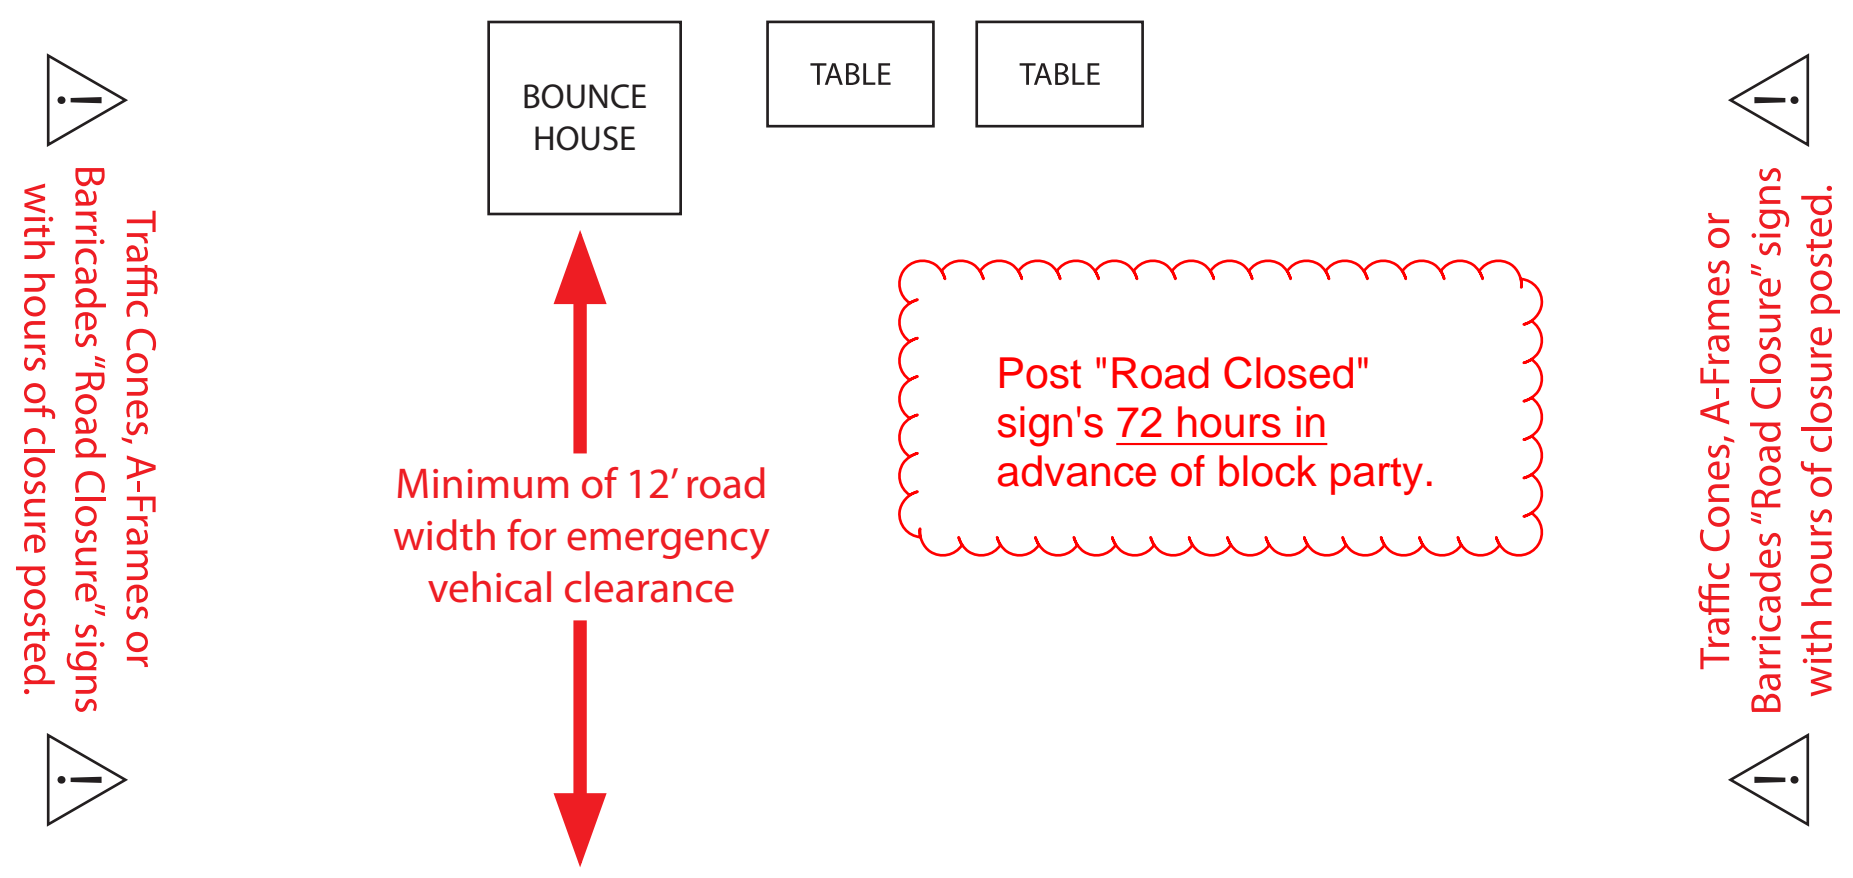 BOUNCE
HOUSE
TABLE
TABLE
!
!
Traffic Cones, A-Frames or
Barricades “Road Closure” signs
with hours of closure posted.
Minimum of 12’ road
width for emergency
vehical clearance
Post "Road Closed"
sign's 72 hours in
advance of block party.
Traffic Cones, A-Frames or
Barricades “Road Closure” signs
with hours of closure posted.
!
!